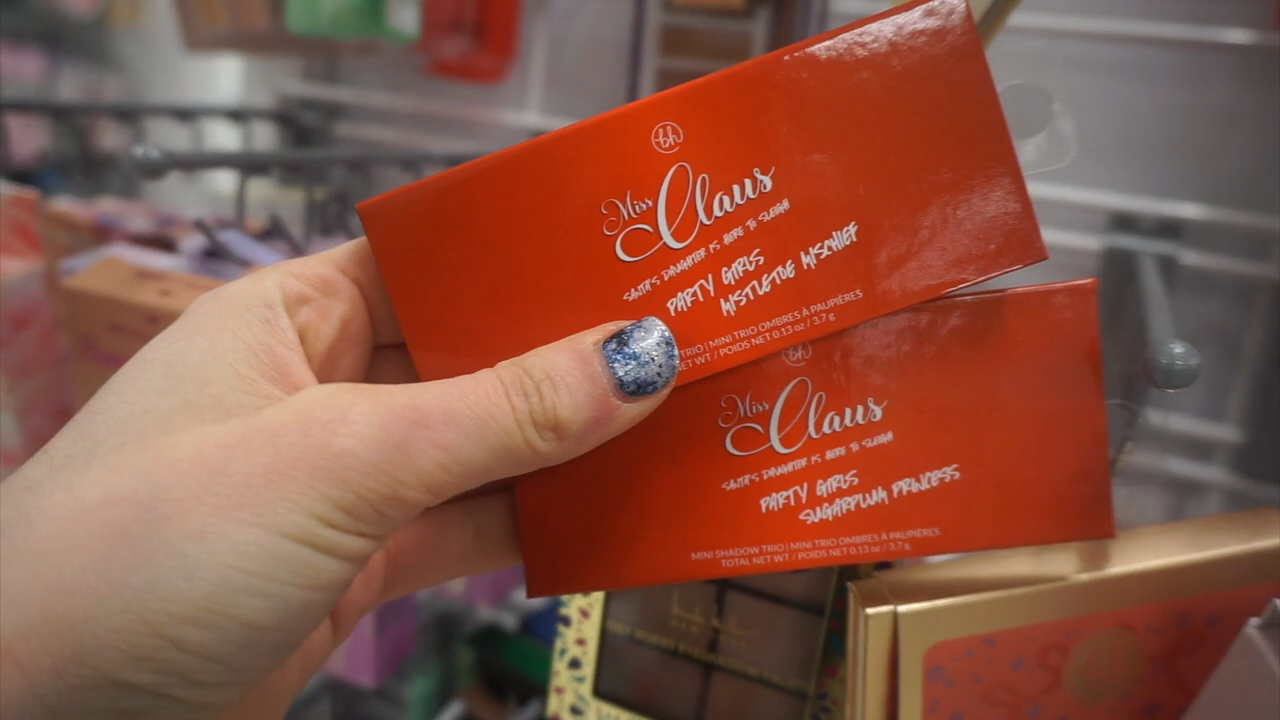 bh
Miss Claus
SANTA'S DAUGHTER IS HERE TO SLEIGH
PARTY GIRLS
MISTLETOE MISCHIEF
TRIO | MINI TRIO OMBRES À PAUPIÈRES
NET WT / POIDS NET 0.13 oz / 3.7 g
bh
Miss Claus
SANTA'S DAUGHTER IS HERE TO SLEIGH
PARTY GIRLS
SUGARPLUM PRINCESS
MINI SHADOW TRIO | MINI TRIO OMBRES À PAUPIÈRES
TOTAL NET WT / POIDS NET 0.13 oz / 3.7 g